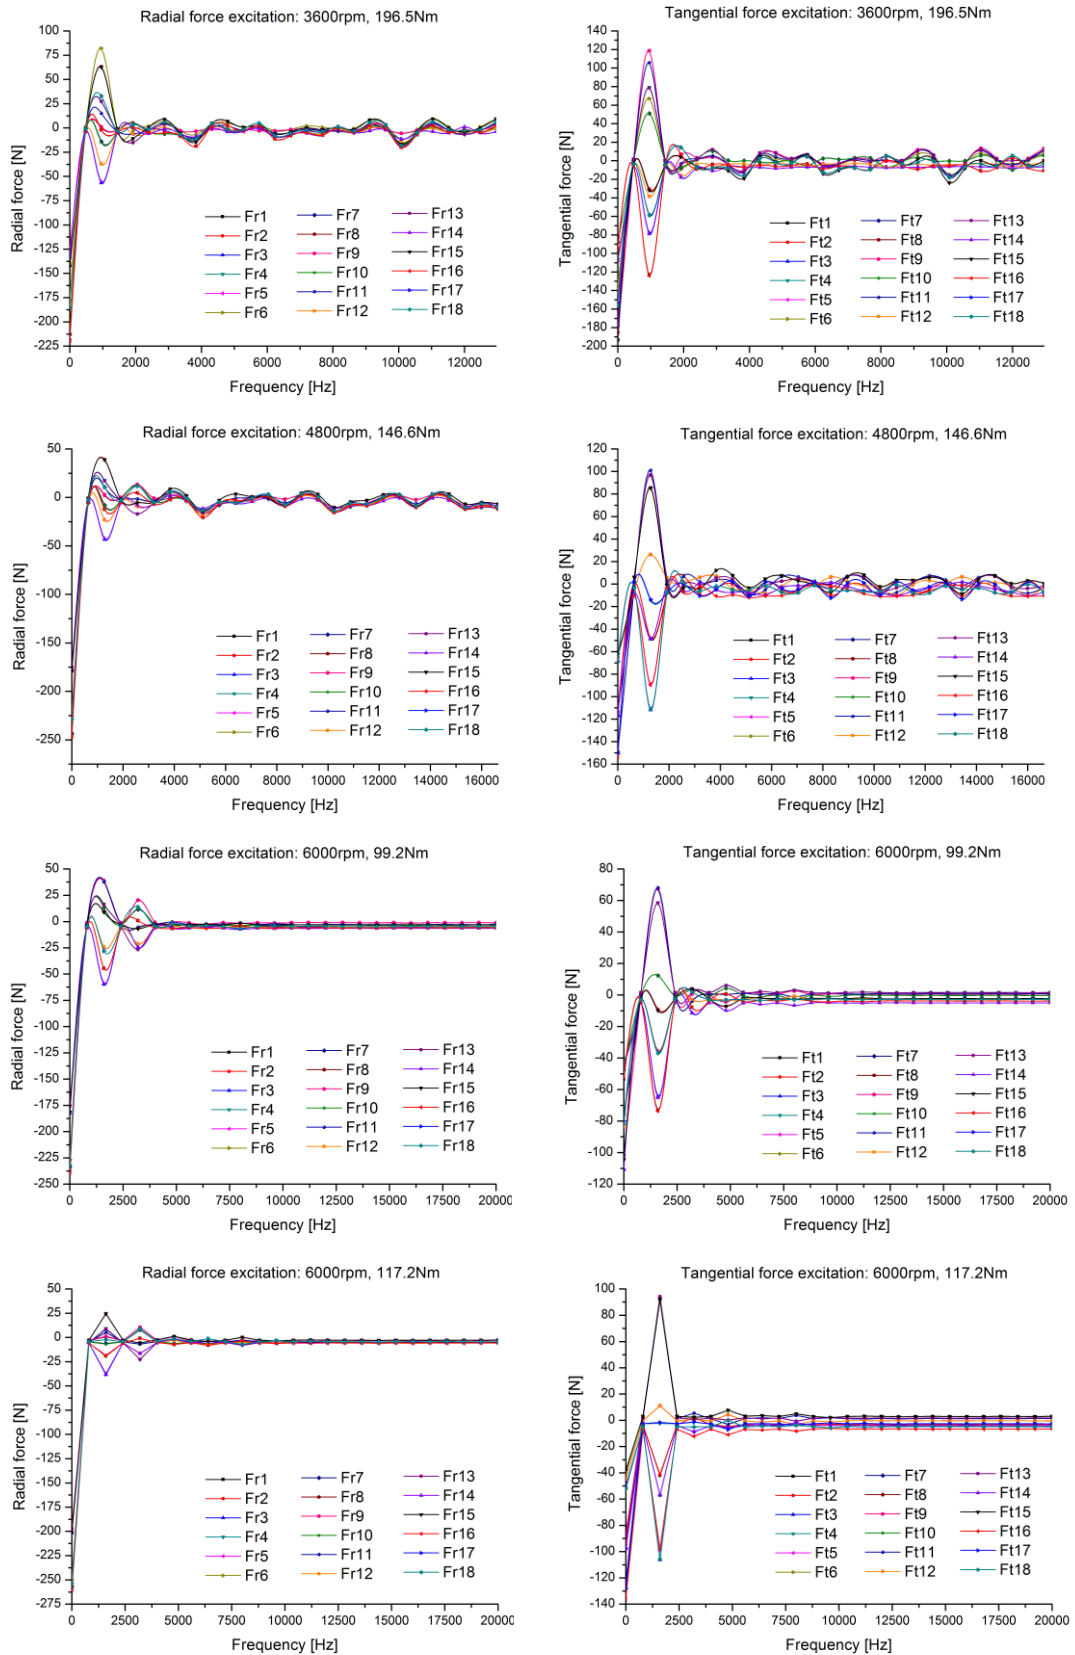 Radial force excitation: 3600rpm, 196.5Nm
100
75
50
25
0
-25
-50
-75
-100
-125
-150
-175
-200
-225
Radial force [N]
Fr1 Fr7 Fr13
Fr2 Fr8 Fr14
Fr3 Fr9 Fr15
Fr4 Fr10 Fr16
Fr5 Fr11 Fr17
Fr6 Fr12 Fr18
0 2000 4000 6000 8000 10000 12000
Frequency [Hz]
Tangential force excitation: 3600rpm, 196.5Nm
140
120
100
80
60
40
20
0
-20
-40
-60
-80
-100
-120
-140
-160
-180
-200
Tangential force [N]
Ft1 Ft7 Ft13
Ft2 Ft8 Ft14
Ft3 Ft9 Ft15
Ft4 Ft10 Ft16
Ft5 Ft11 Ft17
Ft6 Ft12 Ft18
0 2000 4000 6000 8000 10000 12000
Frequency [Hz]
Radial force excitation: 4800rpm, 146.6Nm
50
0
-50
-100
-150
-200
-250
Radial force [N]
Fr1 Fr7 Fr13
Fr2 Fr8 Fr14
Fr3 Fr9 Fr15
Fr4 Fr10 Fr16
Fr5 Fr11 Fr17
Fr6 Fr12 Fr18
0 2000 4000 6000 8000 10000 12000 14000 16000
Frequency [Hz]
Tangential force excitation: 4800rpm, 146.6Nm
120
100
80
60
40
20
0
-20
-40
-60
-80
-100
-120
-140
-160
Tangential force [N]
Ft1 Ft7 Ft13
Ft2 Ft8 Ft14
Ft3 Ft9 Ft15
Ft4 Ft10 Ft16
Ft5 Ft11 Ft17
Ft6 Ft12 Ft18
0 2000 4000 6000 8000 10000 12000 14000 16000
Frequency [Hz]
Radial force excitation: 6000rpm, 99.2Nm
50
25
0
-25
-50
-75
-100
-125
-150
-175
-200
-225
-250
Radial force [N]
Fr1 Fr7 Fr13
Fr2 Fr8 Fr14
Fr3 Fr9 Fr15
Fr4 Fr10 Fr16
Fr5 Fr11 Fr17
Fr6 Fr12 Fr18
0 2500 5000 7500 10000 12500 15000 17500 20000
Frequency [Hz]
Tangential force excitation: 6000rpm, 99.2Nm
80
60
40
20
0
-20
-40
-60
-80
-100
-120
Tangential force [N]
Ft1 Ft7 Ft13
Ft2 Ft8 Ft14
Ft3 Ft9 Ft15
Ft4 Ft10 Ft16
Ft5 Ft11 Ft17
Ft6 Ft12 Ft18
0 2500 5000 7500 10000 12500 15000 17500 20000
Frequency [Hz]
Radial force excitation: 6000rpm, 117.2Nm
50
25
0
-25
-50
-75
-100
-125
-150
-175
-200
-225
-250
-275
Radial force [N]
Fr1 Fr7 Fr13
Fr2 Fr8 Fr14
Fr3 Fr9 Fr15
Fr4 Fr10 Fr16
Fr5 Fr11 Fr17
Fr6 Fr12 Fr18
0 2500 5000 7500 10000 12500 15000 17500 20000
Frequency [Hz]
Tangential force excitation: 6000rpm, 117.2Nm
100
80
60
40
20
0
-20
-40
-60
-80
-100
-120
-140
Tangential force [N]
Ft1 Ft7 Ft13
Ft2 Ft8 Ft14
Ft3 Ft9 Ft15
Ft4 Ft10 Ft16
Ft5 Ft11 Ft17
Ft6 Ft12 Ft18
0 2500 5000 7500 10000 12500 15000 17500 20000
Frequency [Hz]